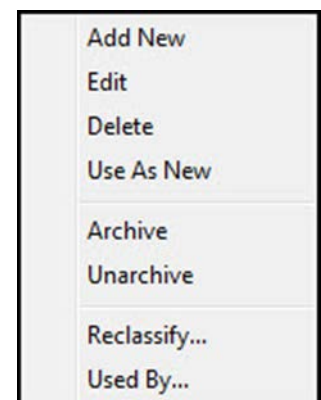 Add New
Edit
Delete
Use As New
Archive
Unarchive
Reclassify...
Used By...